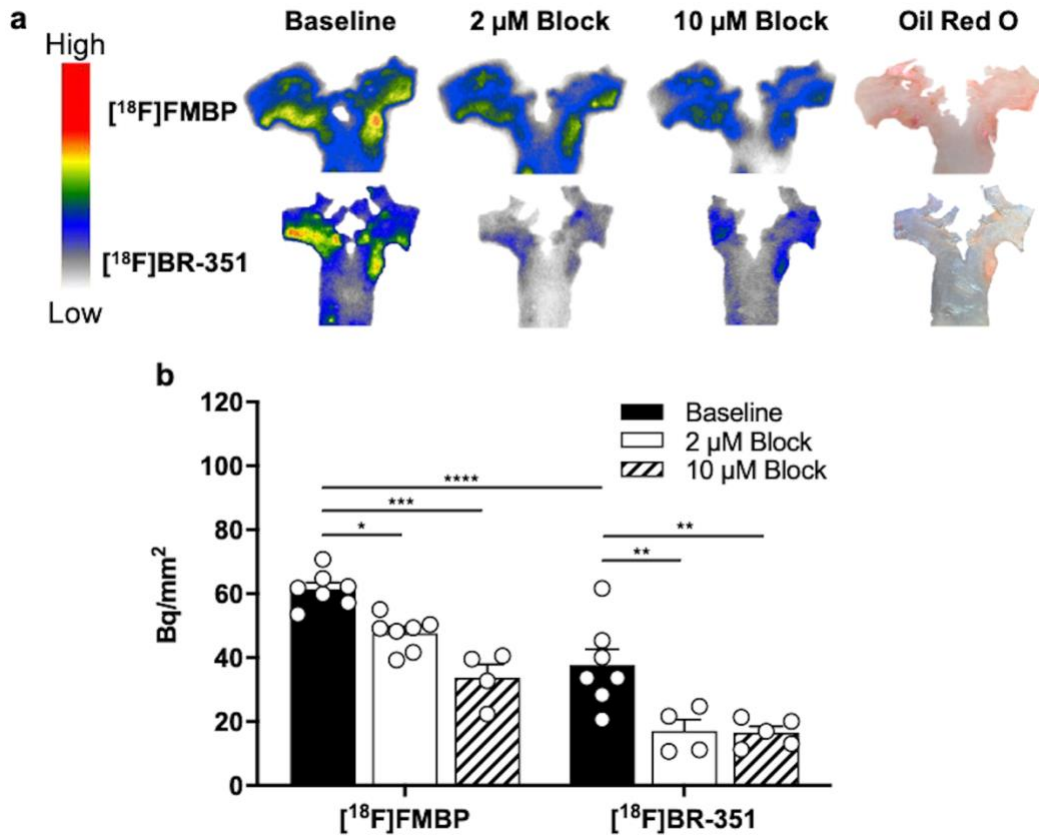 a
Baseline 2 µM Block 10 µM Block Oil Red O
High
[¹⁸F]FMBP
[¹⁸F]BR-351
Low
b
120
100
80
60
40
20
0
Bq/mm²
Baseline
2 µM Block
10 µM Block
****
***
*
**
**
[¹⁸F]FMBP [¹⁸F]BR-351